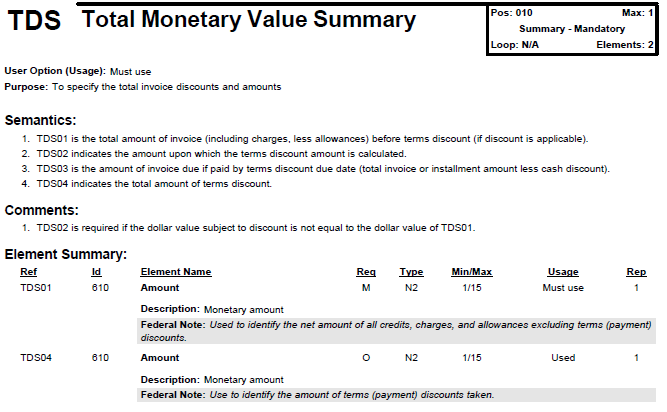 TDS Total Monetary Value Summary
Pos: 010 Max: 1
Summary - Mandatory
Loop: N/A Elements: 2
User Option (Usage): Must use
Purpose: To specify the total invoice discounts and amounts
Semantics:
1. TDS01 is the total amount of invoice (including charges, less allowances) before terms discount (if discount is applicable).
2. TDS02 indicates the amount upon which the terms discount amount is calculated.
3. TDS03 is the amount of invoice due if paid by terms discount due date (total invoice or installment amount less cash discount).
4. TDS04 indicates the total amount of terms discount.
Comments:
1. TDS02 is required if the dollar value subject to discount is not equal to the dollar value of TDS01.
Element Summary:
Ref Id Element Name Req Type Min/Max Usage Rep
TDS01 610 Amount M N2 1/15 Must use 1
Description: Monetary amount
Federal Note: Used to identify the net amount of all credits, charges, and allowances excluding terms (payment)
discounts.
TDS04 610 Amount O N2 1/15 Used 1
Description: Monetary amount
Federal Note: Use to identify the amount of terms (payment) discounts taken.